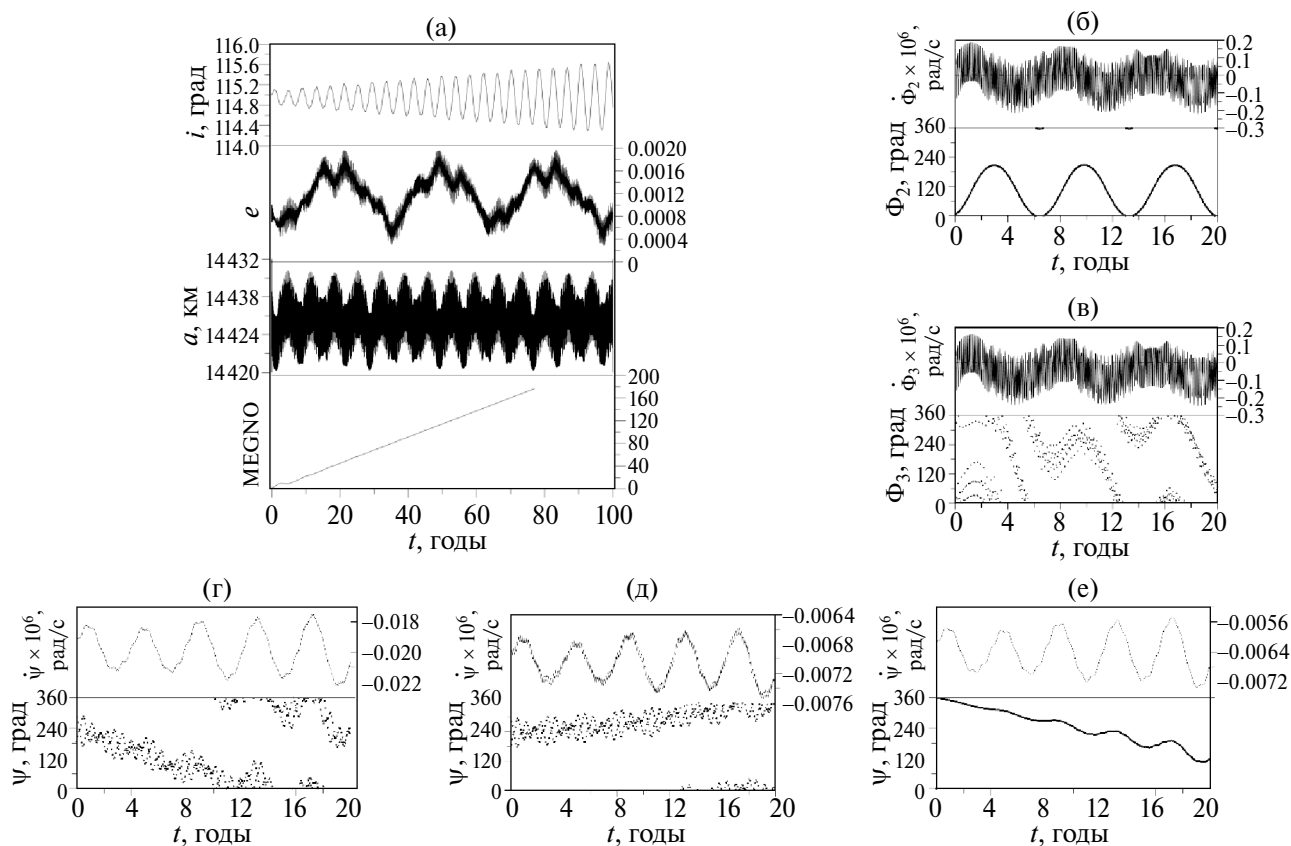 (а)
116.0
115.6
115.2
114.8
114.4
114.0
i, град
0.0020
0.0016
0.0012
0.0008
0.0004
0
e
14432
14438
14424
14420
a, км
200
160
120
80
40
0
MEGNO
0 20 40 60 80 100
t, годы
(б)
0.2
0.1
0
−0.1
−0.2
−0.3
Φ̇2 × 10⁶, рад/с
360
240
120
0
Φ2, град
0 4 8 12 16 20
t, годы
(в)
0.2
0.1
0
−0.1
−0.2
−0.3
Φ̇3 × 10⁶, рад/с
360
240
120
0
Φ3, град
0 4 8 12 16 20
t, годы
(г)
−0.018
−0.020
−0.022
ψ̇ × 10⁶, рад/с
360
240
120
0
ψ, град
0 4 8 12 16 20
t, годы
(д)
−0.0064
−0.0068
−0.0072
−0.0076
ψ̇ × 10⁶, рад/с
360
240
120
0
ψ, град
0 4 8 12 16 20
t, годы
(е)
−0.0056
−0.0064
−0.0072
ψ̇ × 10⁶, рад/с
360
240
120
0
ψ, град
0 4 8 12 16 20
t, годы